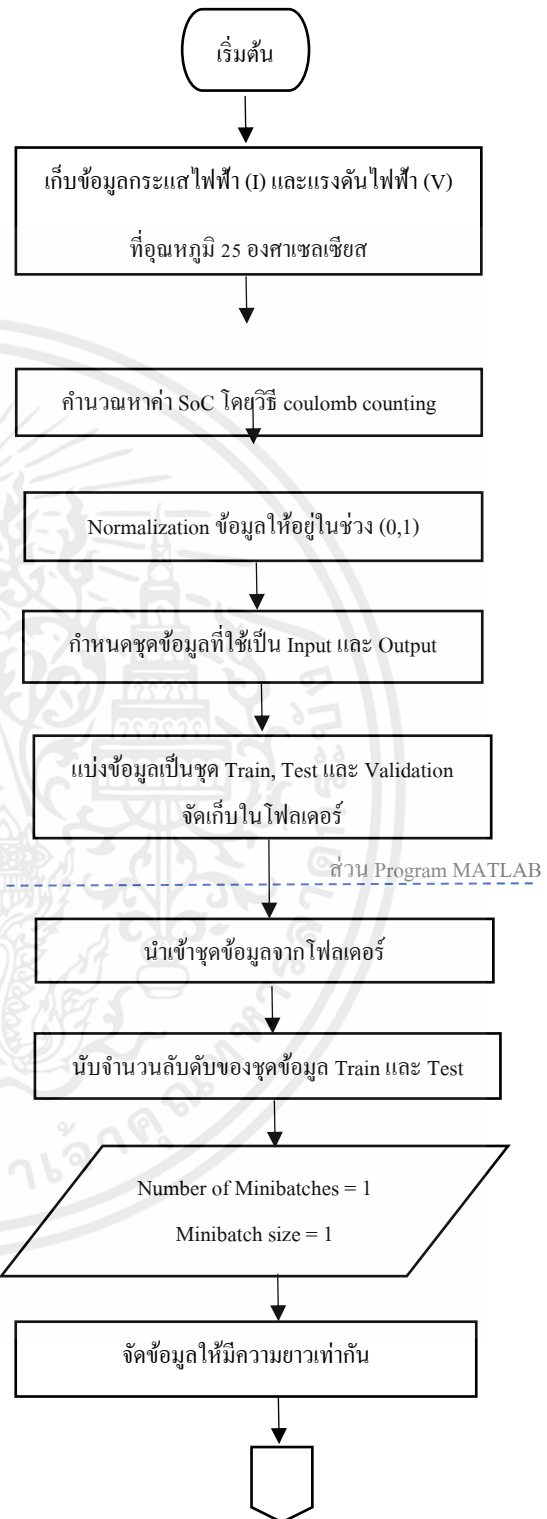 เริ่มต้น
เก็บข้อมูลกระแสไฟฟ้า (I) และแรงดันไฟฟ้า (V)
ที่อุณหภูมิ 25 องศาเซลเซียส
คำนวณหาค่า SoC โดยวิธี coulomb counting
Normalization ข้อมูลให้อยู่ในช่วง (0,1)
กำหนดชุดข้อมูลที่ใช้เป็น Input และ Output
แบ่งข้อมูลเป็นชุด Train, Test และ Validation
จัดเก็บในโฟลเดอร์
ส่วน Program MATLAB
นำเข้าชุดข้อมูลจากโฟลเดอร์
นับจำนวนลับดับของชุดข้อมูล Train และ Test
Number of Minibatches = 1
Minibatch size = 1
จัดข้อมูลให้มีความยาวเท่ากัน